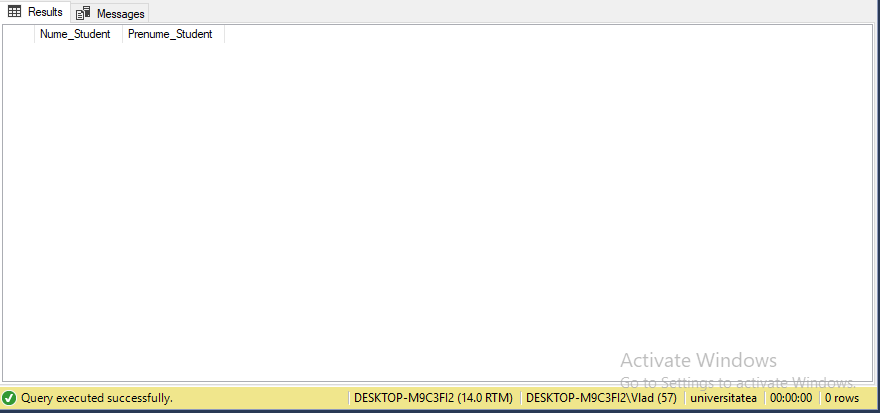 Results Messages
Nume_Student Prenume_Student
Activate Windows
Go to Settings to activate Windows.
Query executed successfully. DESKTOP-M9C3FI2 (14.0 RTM) DESKTOP-M9C3FI2\Vlad (57) universitatea 00:00:00 0 rows